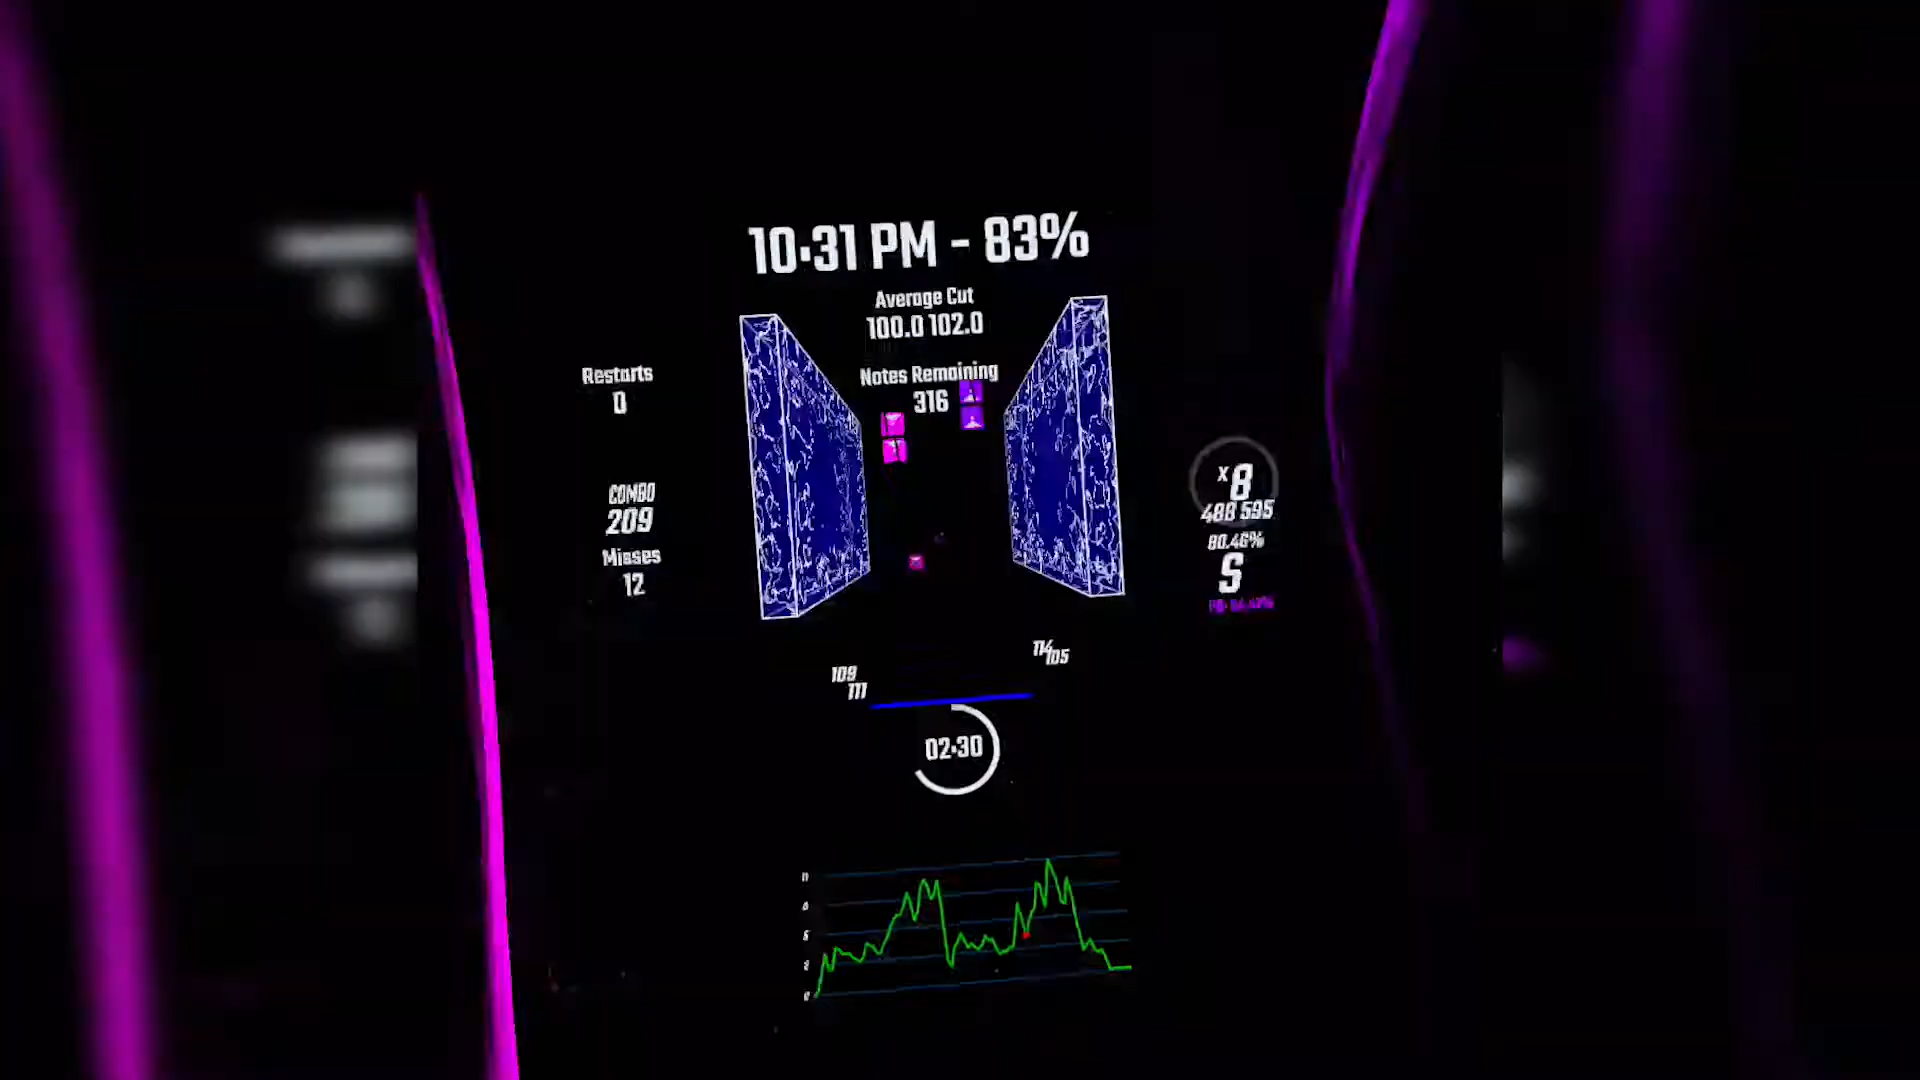 10:31 PM - 83%
Average Cut
100.0 102.0
Restarts
0
Notes Remaining
316
COMBO
209
Misses
12
x8
488 595
80.46%
S
109
111
114
105
02:30